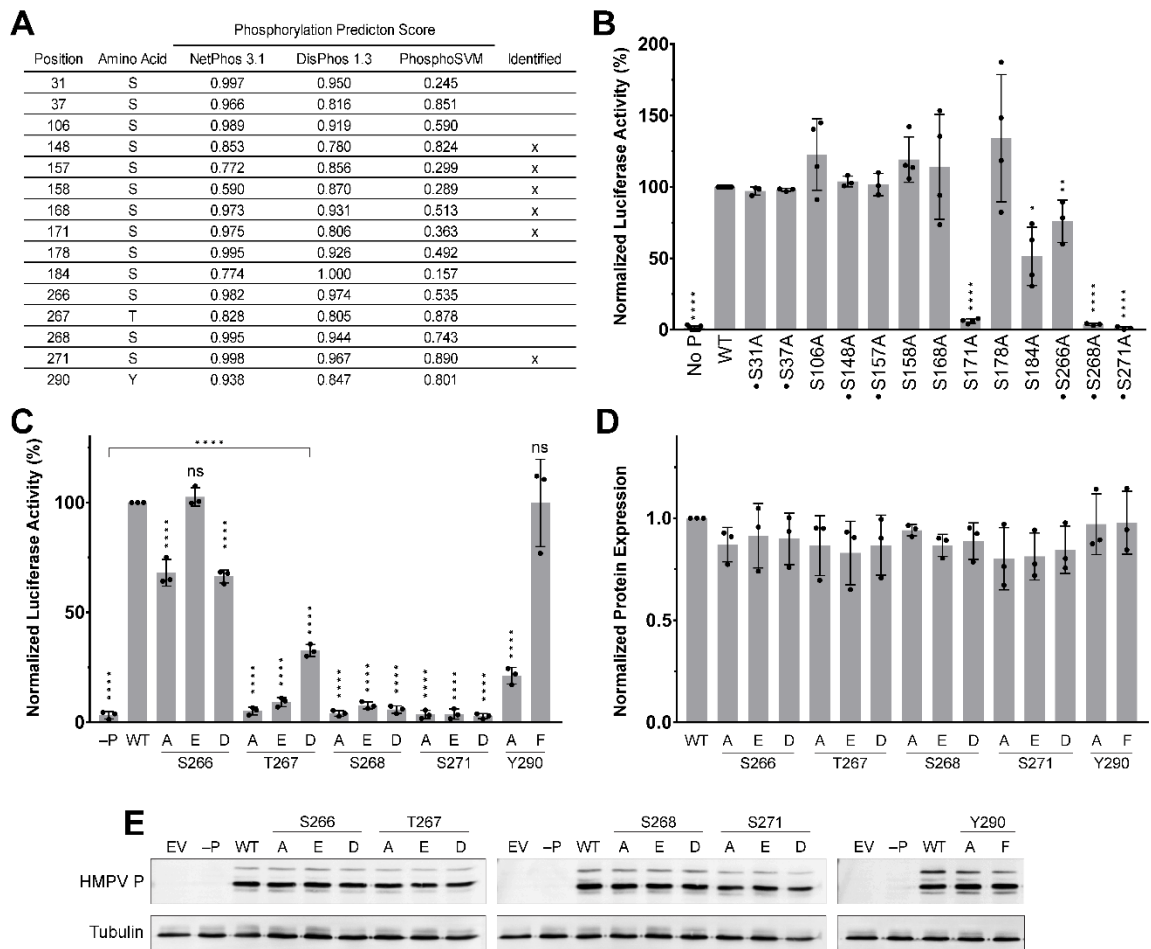 A
Phosphorylation Predicton Score
Position Amino Acid NetPhos 3.1 DisPhos 1.3 PhosphoSVM Identified
31 S 0.997 0.950 0.245
37 S 0.966 0.816 0.851
106 S 0.989 0.919 0.590
148 S 0.853 0.780 0.824 x
157 S 0.772 0.856 0.299 x
158 S 0.590 0.870 0.289 x
168 S 0.973 0.931 0.513 x
171 S 0.975 0.806 0.363 x
178 S 0.995 0.926 0.492
184 S 0.774 1.000 0.157
266 S 0.982 0.974 0.535
267 T 0.828 0.805 0.878
268 S 0.995 0.944 0.743
271 S 0.998 0.967 0.890 x
290 Y 0.938 0.847 0.801
B
Normalized Luciferase Activity (%)
200
150
100
50
0
**** **** * ** **** ****
No P WT •S31A •S37A S106A •S148A •S157A S158A S168A S171A S178A S184A •S266A •S268A •S271A
C
Normalized Luciferase Activity (%)
100
50
0
****
**** **** ns **** **** **** **** **** **** **** **** **** **** **** ns
–P WT A E D A E D A E D A E D A F
S266 T267 S268 S271 Y290
D
Normalized Protein Expression
1.0
0.5
0.0
WT A E D A E D A E D A E D A F
S266 T267 S268 S271 Y290
E
S266 T267
EV –P WT A E D A E D
S268 S271
EV –P WT A E D A E D
Y290
EV –P WT A F
HMPV P
Tubulin